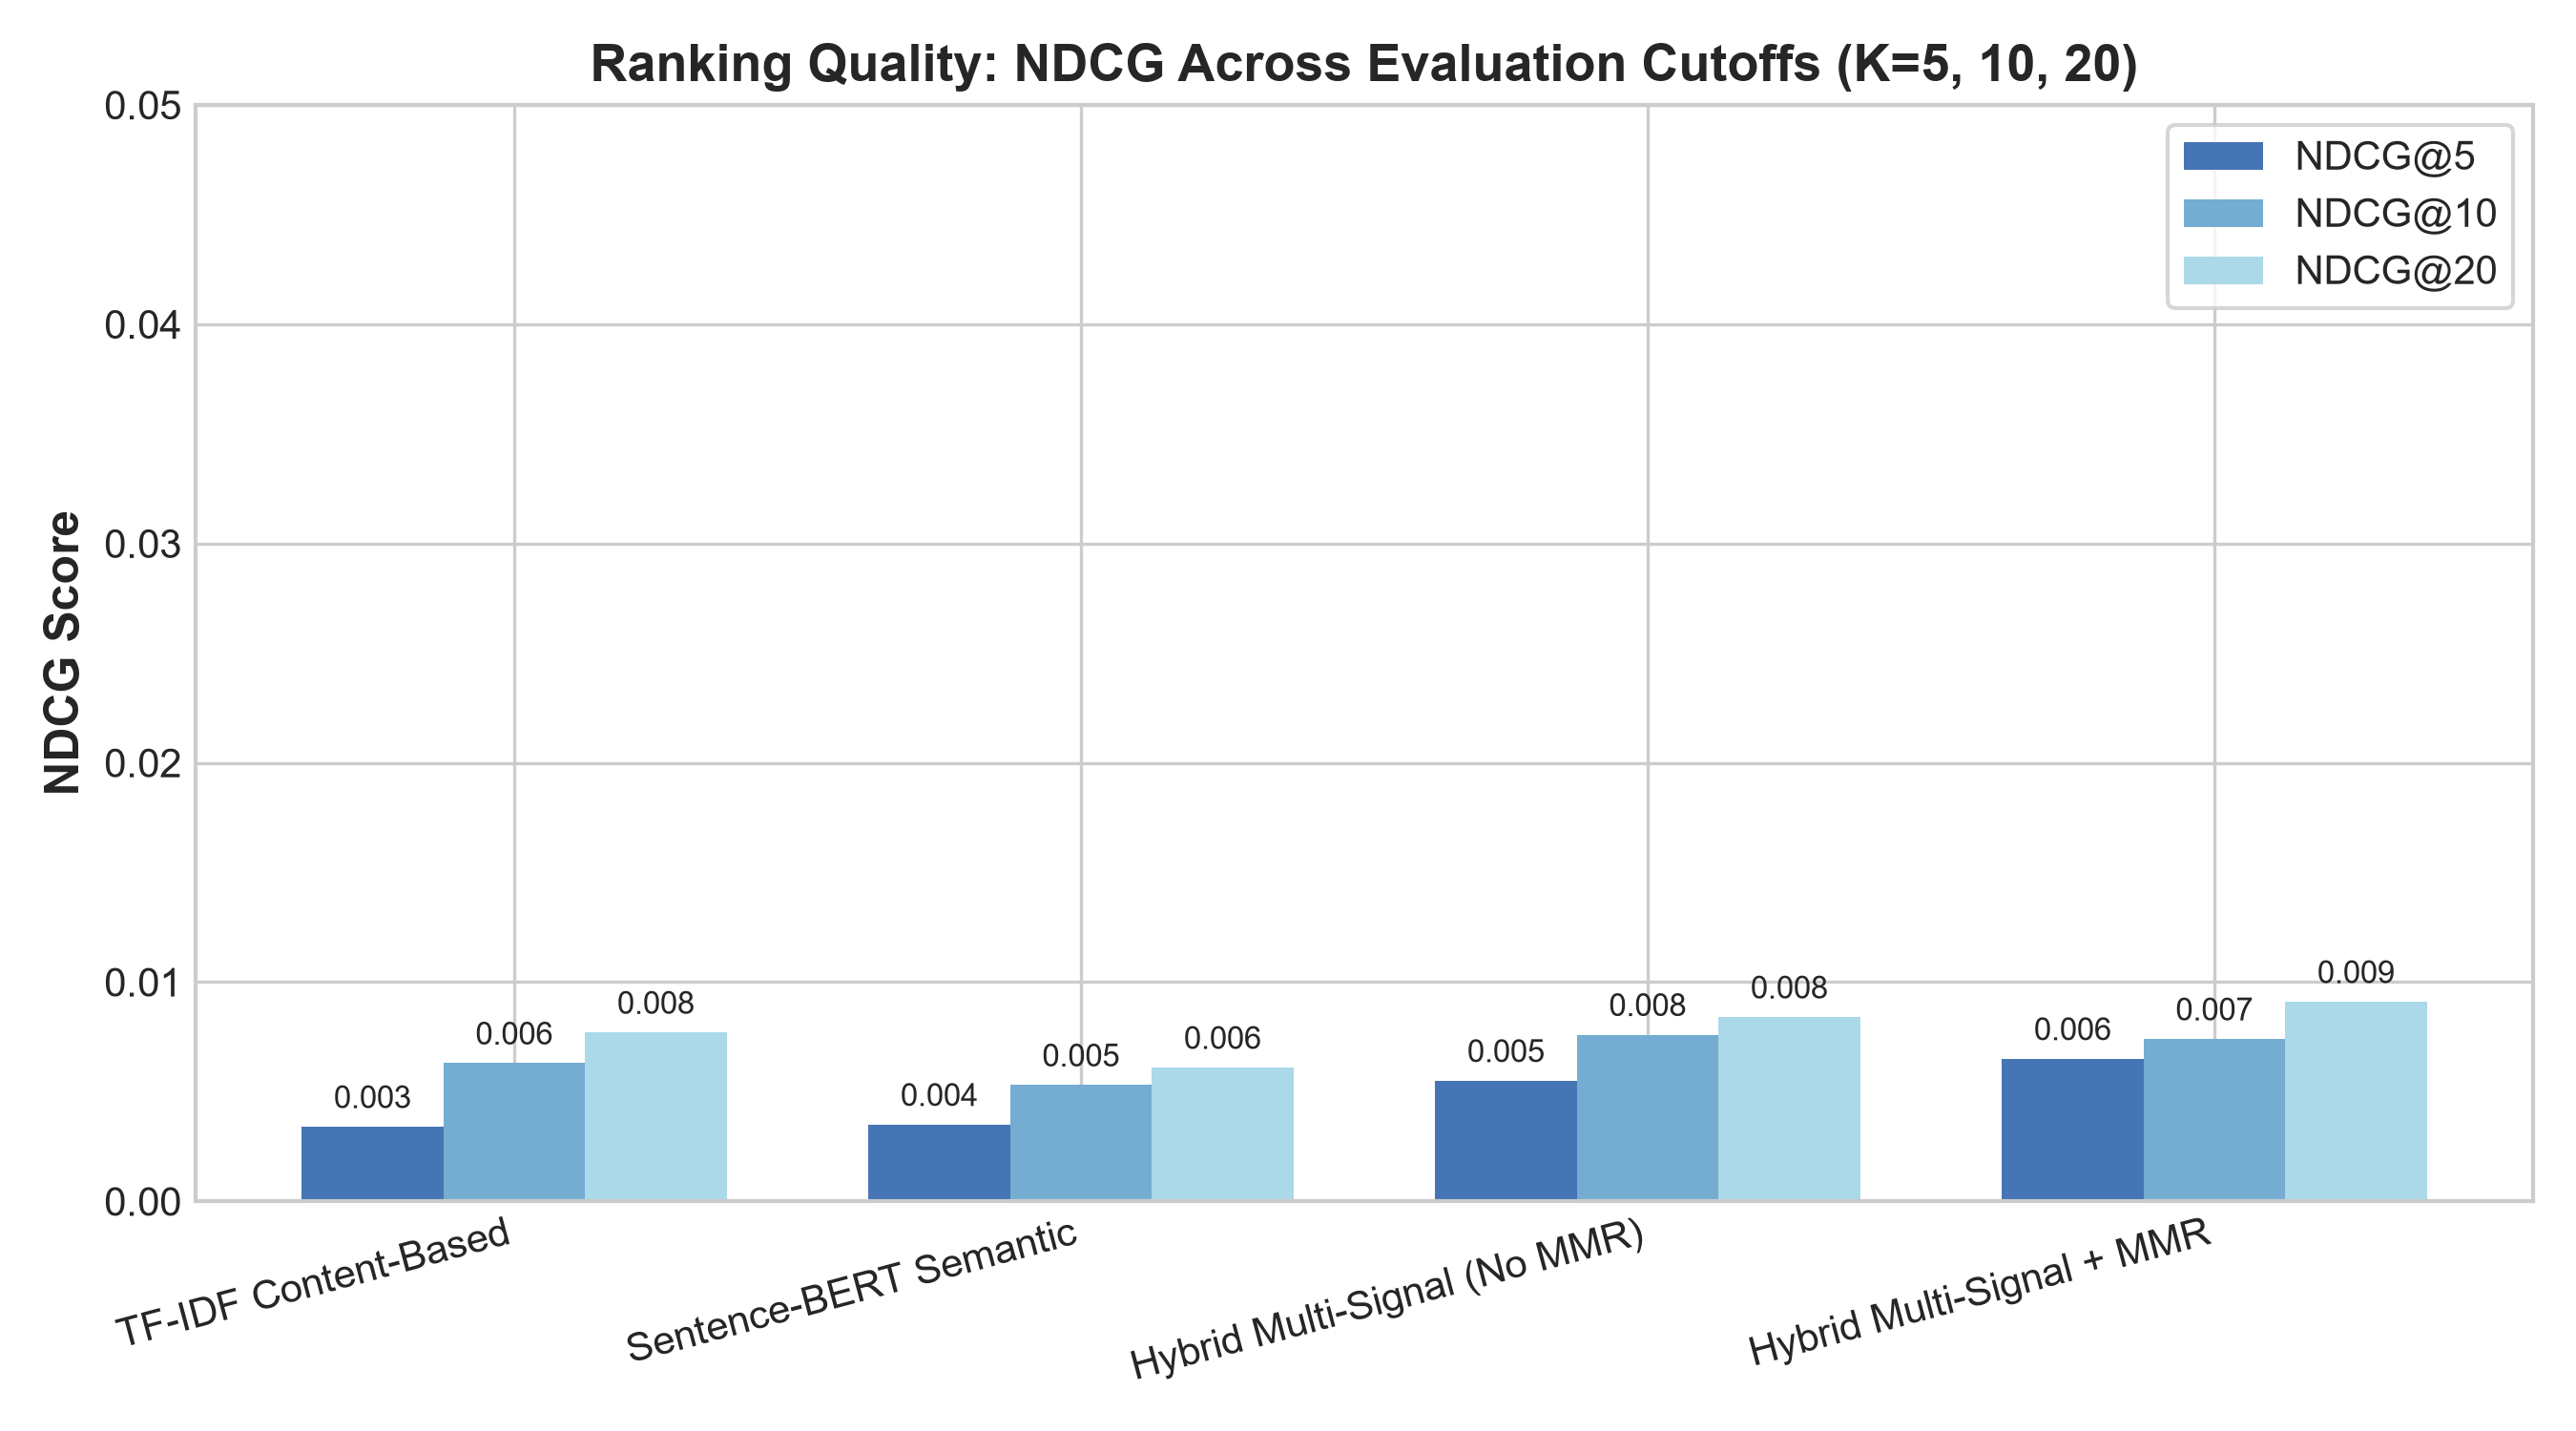 Ranking Quality: NDCG Across Evaluation Cutoffs (K=5, 10, 20)
NDCG@5
NDCG@10
NDCG@20
NDCG Score
0.05
0.04
0.03
0.02
0.01
0.00
0.003
0.006
0.008
0.004
0.005
0.006
0.005
0.008
0.008
0.006
0.007
0.009
TF-IDF Content-Based
Sentence-BERT Semantic
Hybrid Multi-Signal (No MMR)
Hybrid Multi-Signal + MMR